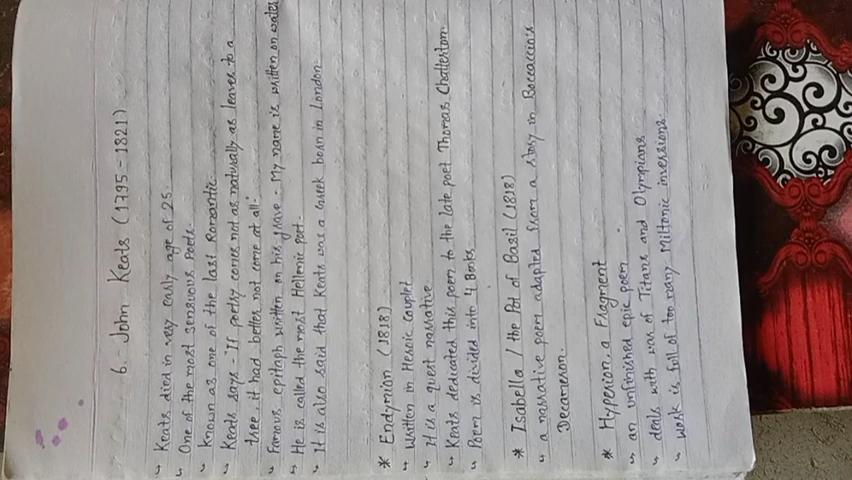 6.- John Keats (1795-1821)
↳ Keats died in very early age of 25
↳ One of the most sensuous poets.
↳ known as one of the last Romantic.
↳ Keats says - If poetry comes not as naturally as leaves to a
tree, it had better not come at all."
↳ Famous epitaph written on his grave - My name is written on water
↳ He is called the most Hellenic poet.
↳ It is also said that Keats was a Greek born in London.
* Endymion (1818)
↳ Written in Heroic Couplet
↳ It is a quest narrative
↳ Keats dedicated this poem to the late poet Thomas Chatterton.
↳ Poem is divided into 4 Books
* Isabella / the Pot of Basil (1818)
↳ a narrative poem adapted from a story in Boccaccio's
Decameron.
* Hyperion, a Fragment
↳ an unfinished epic poem
↳ deals with war of Titans and Olympians
↳ Work is full of too many Miltonic inversions.